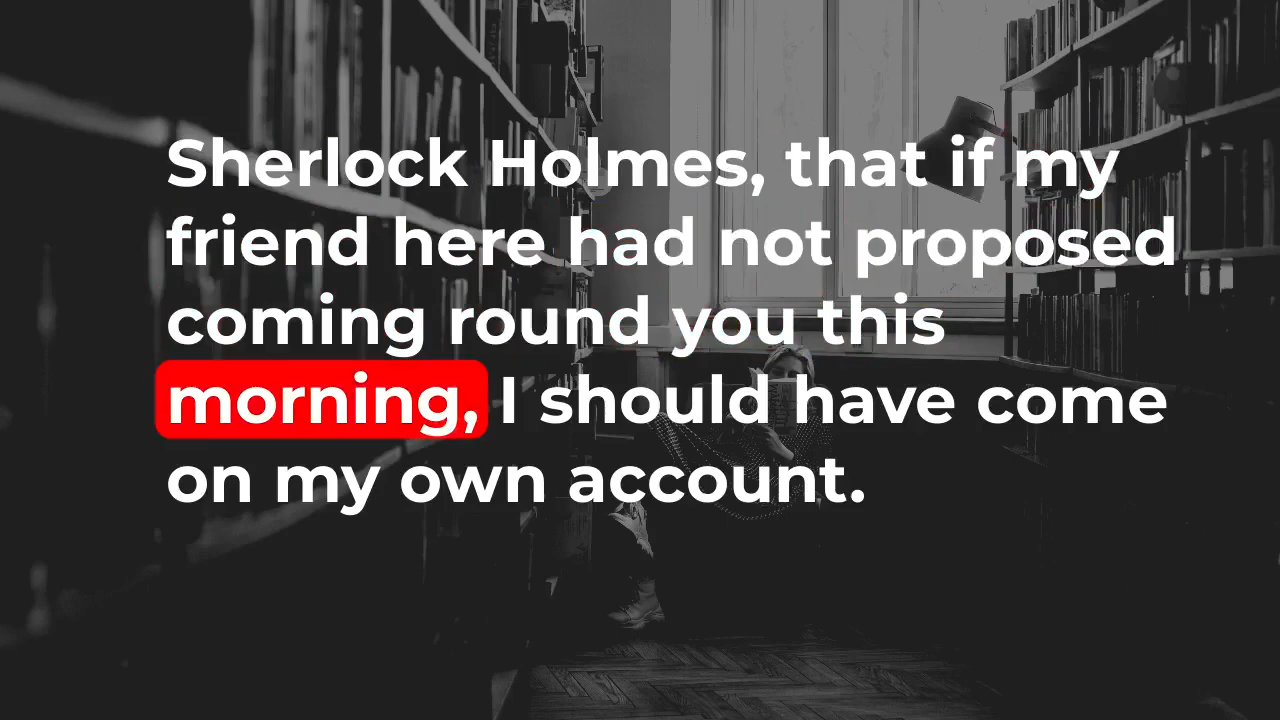 Sherlock Holmes, that if my
friend here had not proposed
coming round you this
morning, I should have come
on my own account.